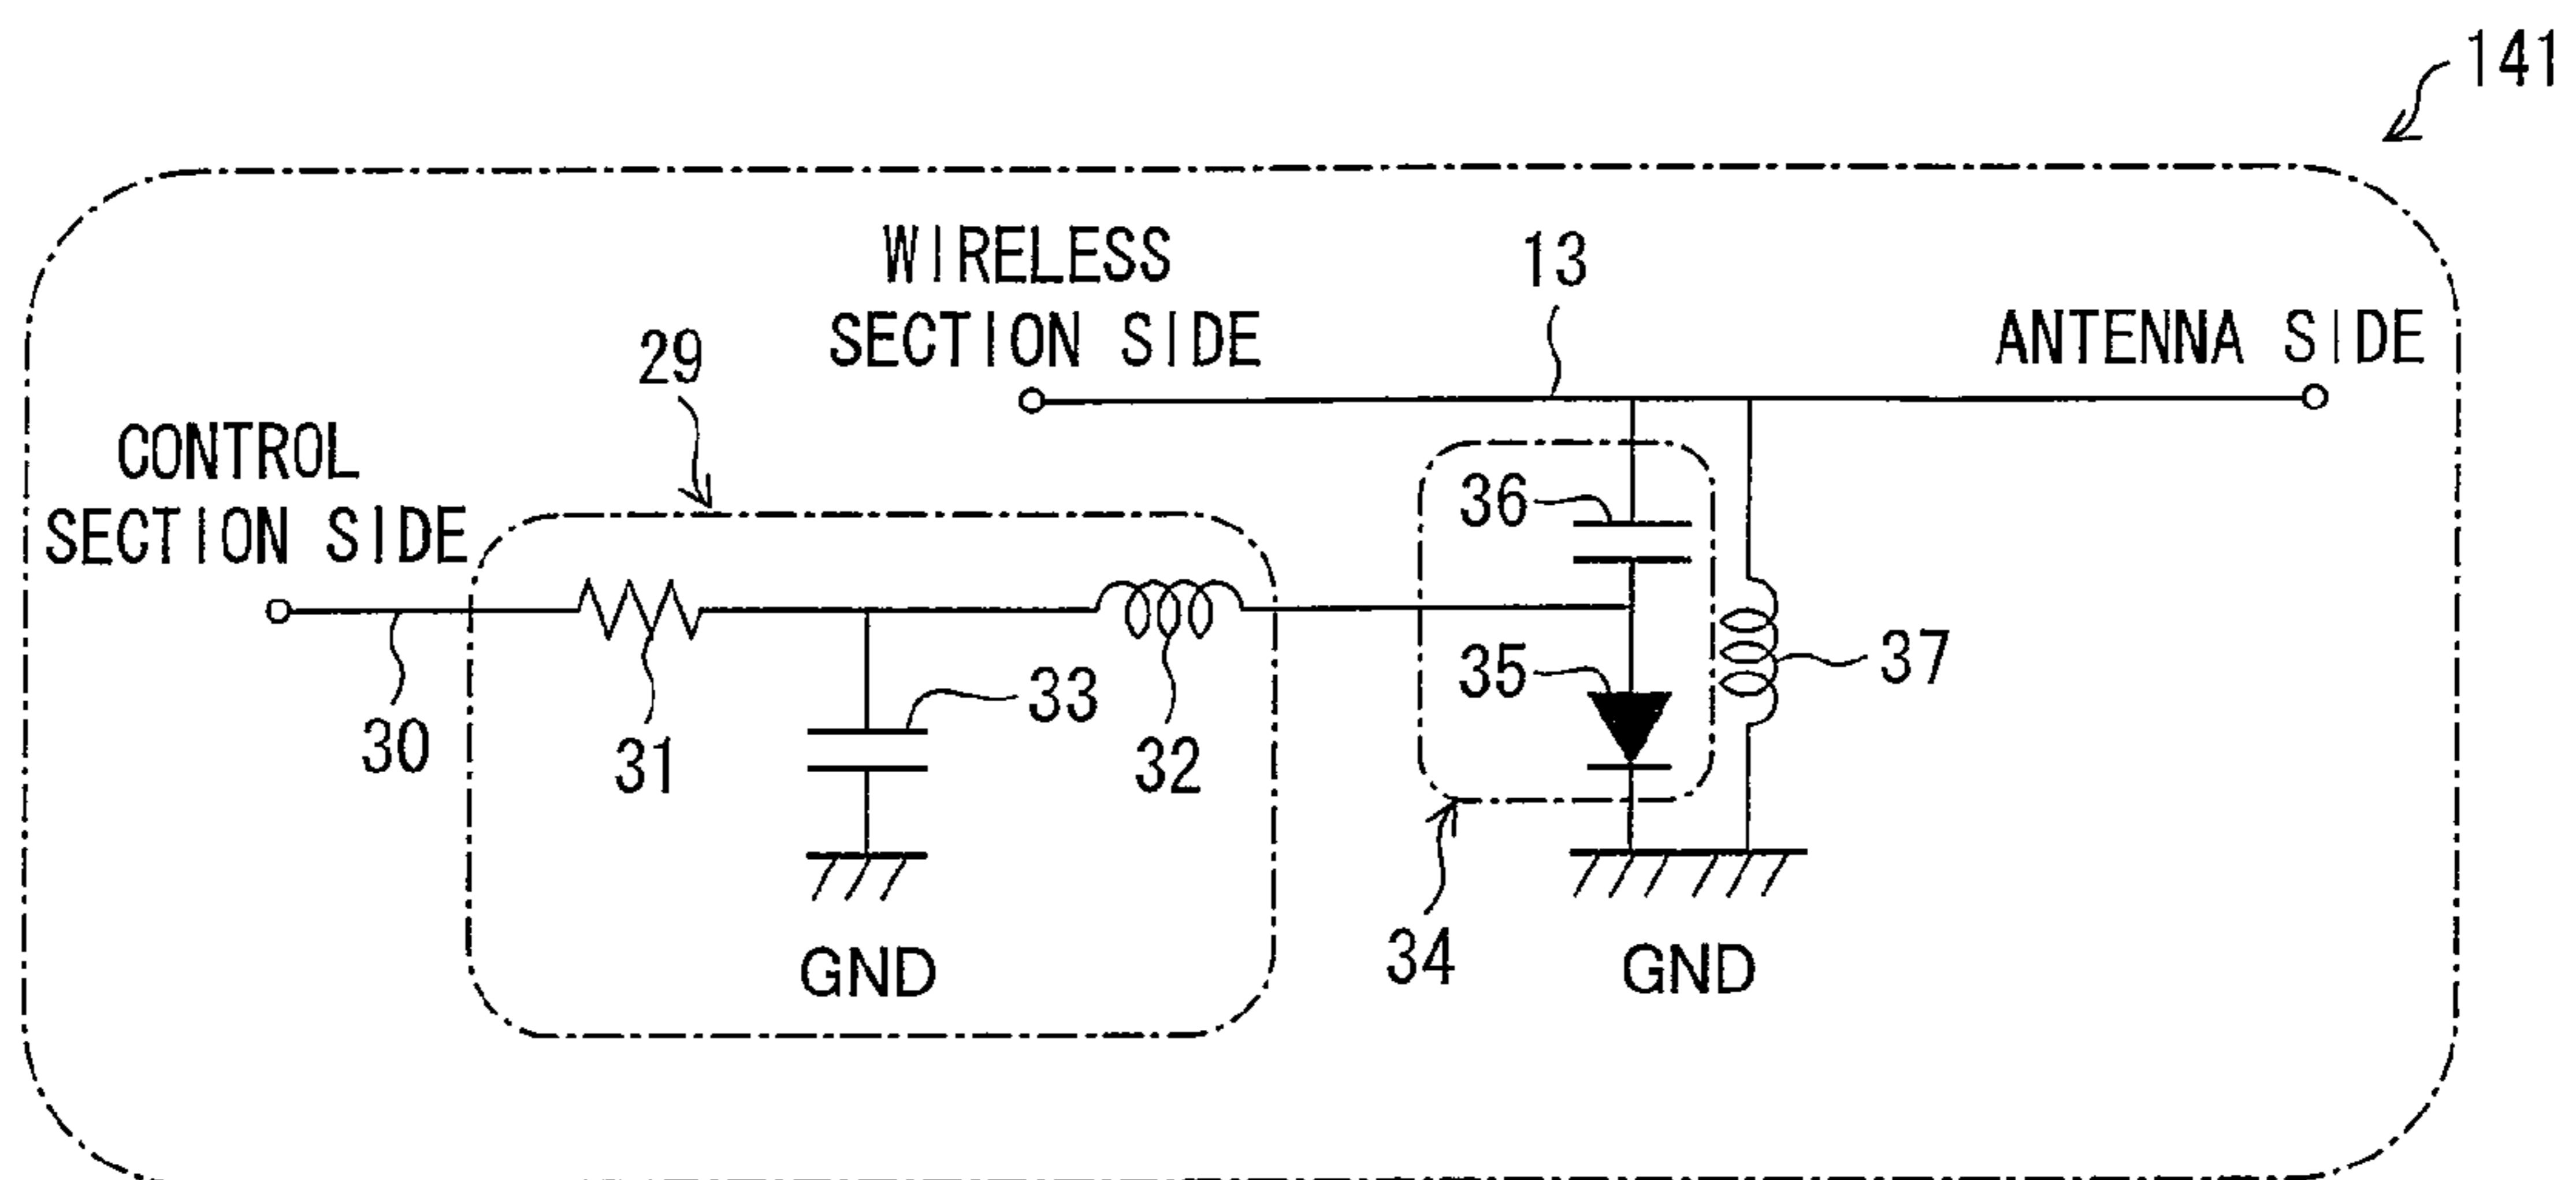 141
WIRELESS
SECTION SIDE
13
ANTENNA SIDE
29
CONTROL
SECTION SIDE
36
35
37
33
30
31
32
34
GND
GND